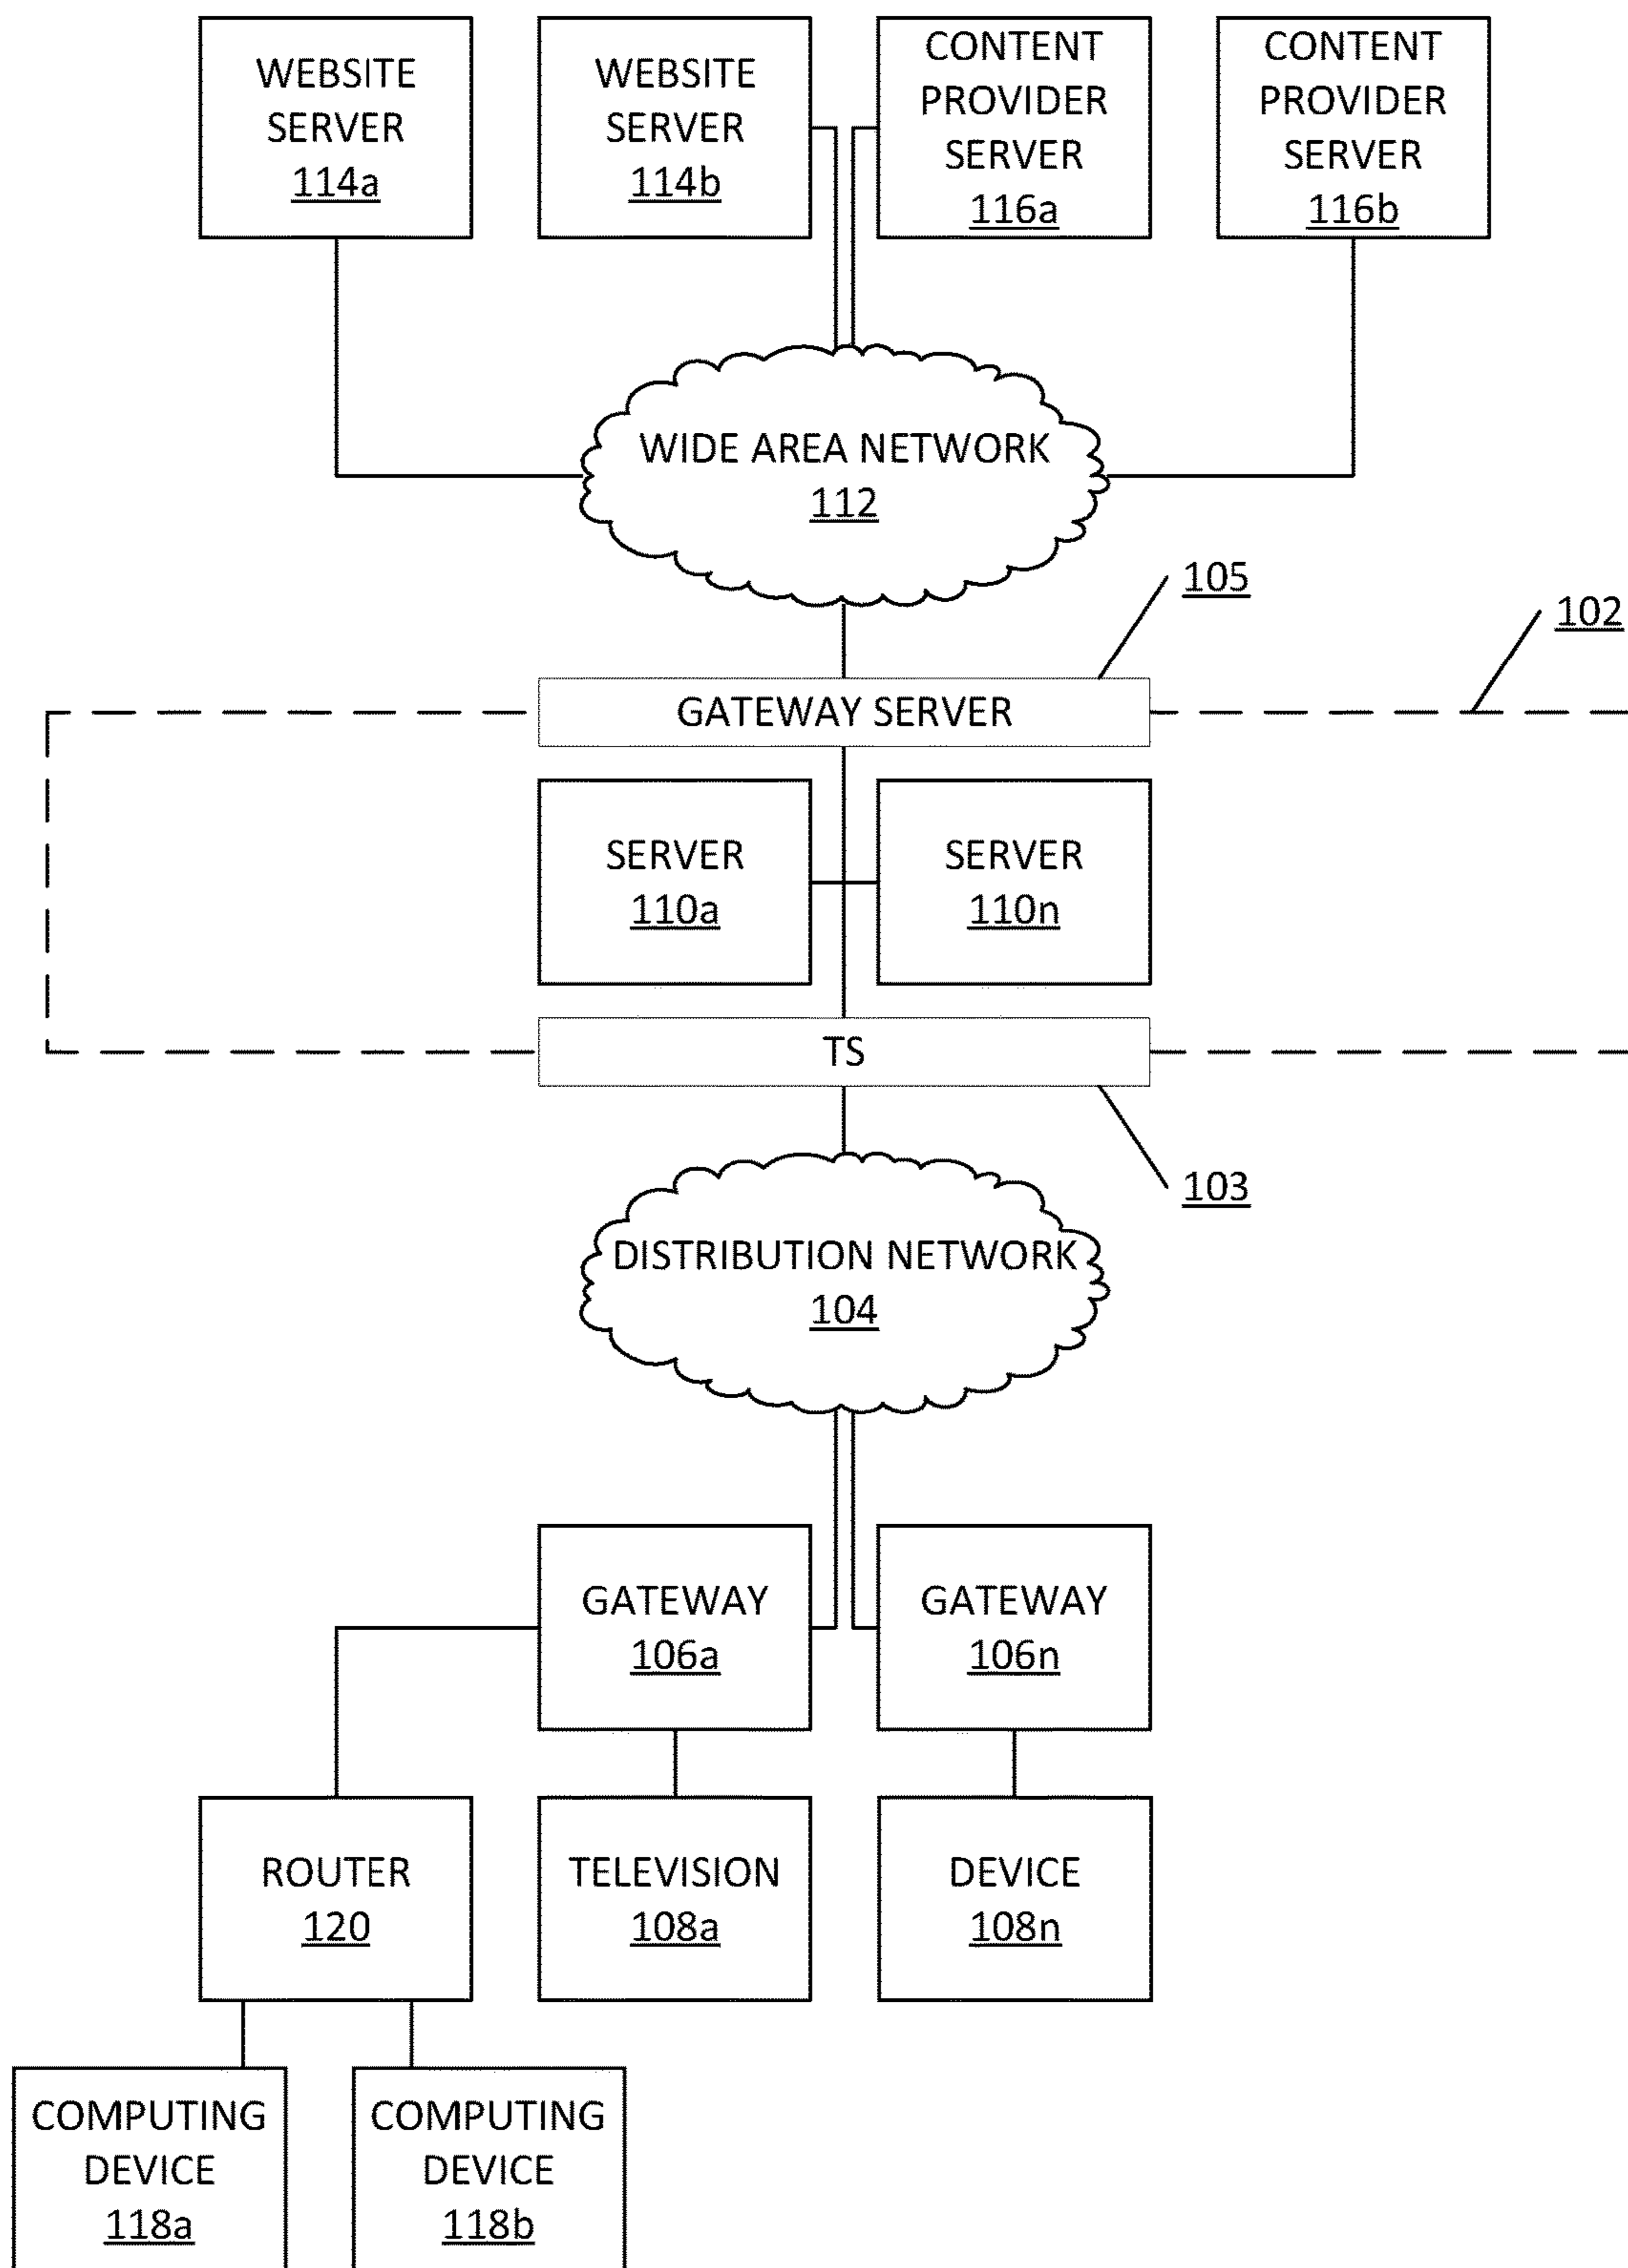 WEBSITE
SERVER
114a
WEBSITE
SERVER
114b
CONTENT
PROVIDER
SERVER
116a
CONTENT
PROVIDER
SERVER
116b
WIDE AREA NETWORK
112
105
102
GATEWAY SERVER
SERVER
110a
SERVER
110n
TS
103
DISTRIBUTION NETWORK
104
GATEWAY
106a
GATEWAY
106n
ROUTER
120
TELEVISION
108a
DEVICE
108n
COMPUTING
DEVICE
118a
COMPUTING
DEVICE
118b